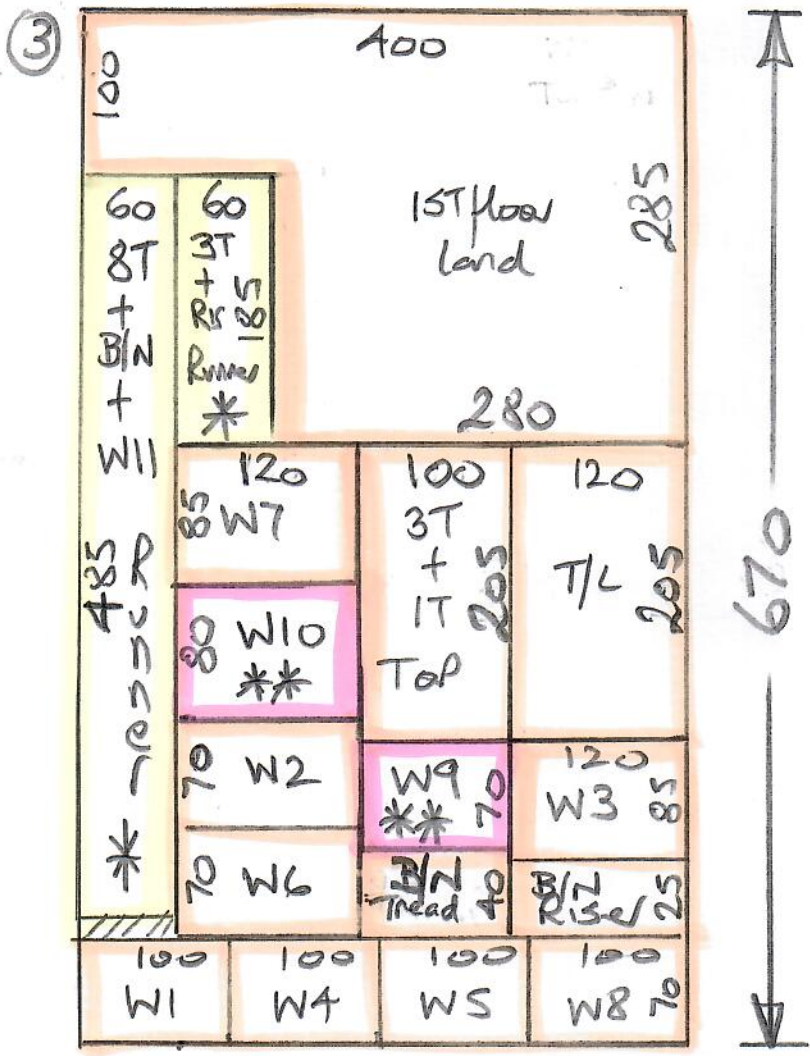 3
400
100
1ST floor
land
285
280
60
8T
+
B/N
+
W11
485
Runner
*
60
3T
+
Ris
Runner
185
*
120
85 W7
80 W10
**
70 W2
70 W6
100
3T
+
1T
Top
205
120
T/L
205
W9
** 70
B/N
Tread 40
120
W3 85
B/N
Riser 25
100
W1
100
W4
100
W5
100
W8 70
670